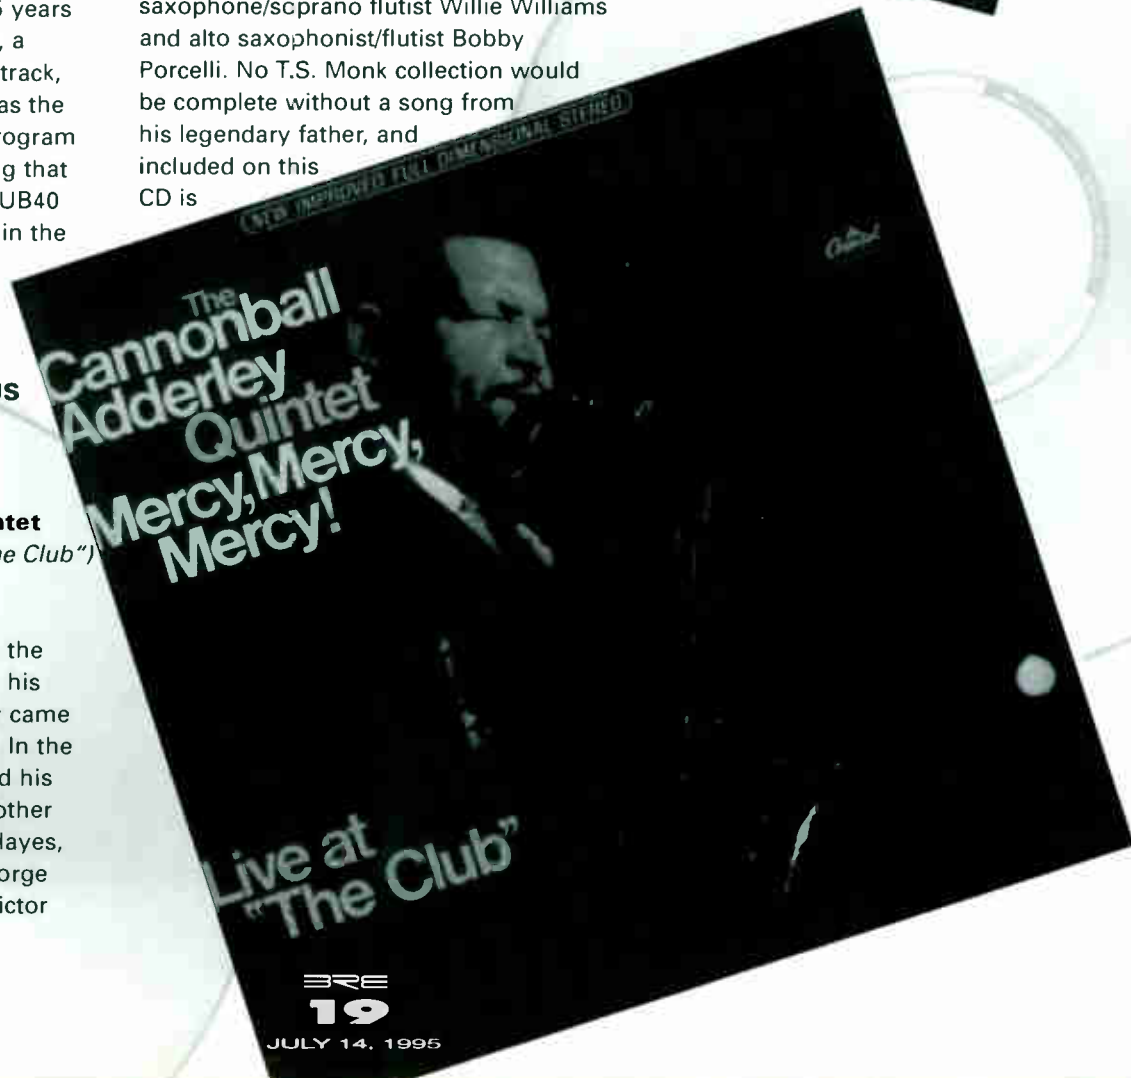 5 years
, a
track,
as the
rogram
g that
UB40
in the
us
ntet
e Club")
the
his
came
In the
d his
other
Hayes,
orge
ictor
saxophone/soprano flutist Willie Williams
and alto saxophonist/flutist Bobby
Porcelli. No T.S. Monk collection would
be complete without a song from
his legendary father, and
included on this
CD is
NEW IMPROVED FULL DIMENSIONAL STEREO
Capitol
The
Cannonball
Adderley
Quintet
Mercy, Mercy,
Mercy!
Live at
"The Club"
BRE
19
JULY 14, 1995